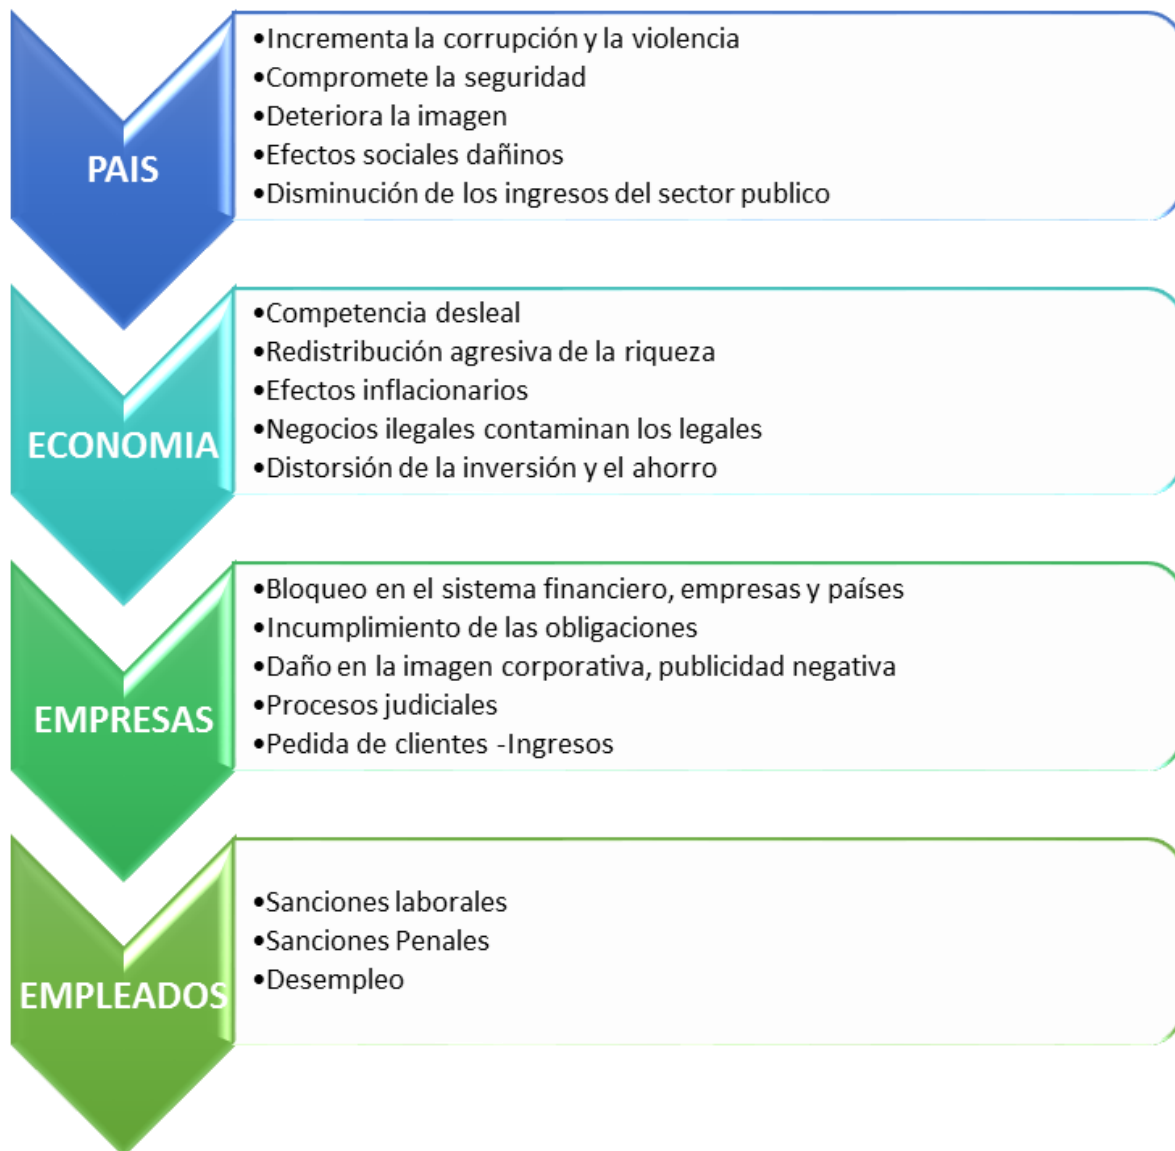 PAIS
•Incrementa la corrupción y la violencia
•Compromete la seguridad
•Deteriora la imagen
•Efectos sociales dañinos
•Disminución de los ingresos del sector publico
ECONOMIA
•Competencia desleal
•Redistribución agresiva de la riqueza
•Efectos inflacionarios
•Negocios ilegales contaminan los legales
•Distorsión de la inversión y el ahorro
EMPRESAS
•Bloqueo en el sistema financiero, empresas y países
•Incumplimiento de las obligaciones
•Daño en la imagen corporativa, publicidad negativa
•Procesos judiciales
•Pedida de clientes -Ingresos
EMPLEADOS
•Sanciones laborales
•Sanciones Penales
•Desempleo